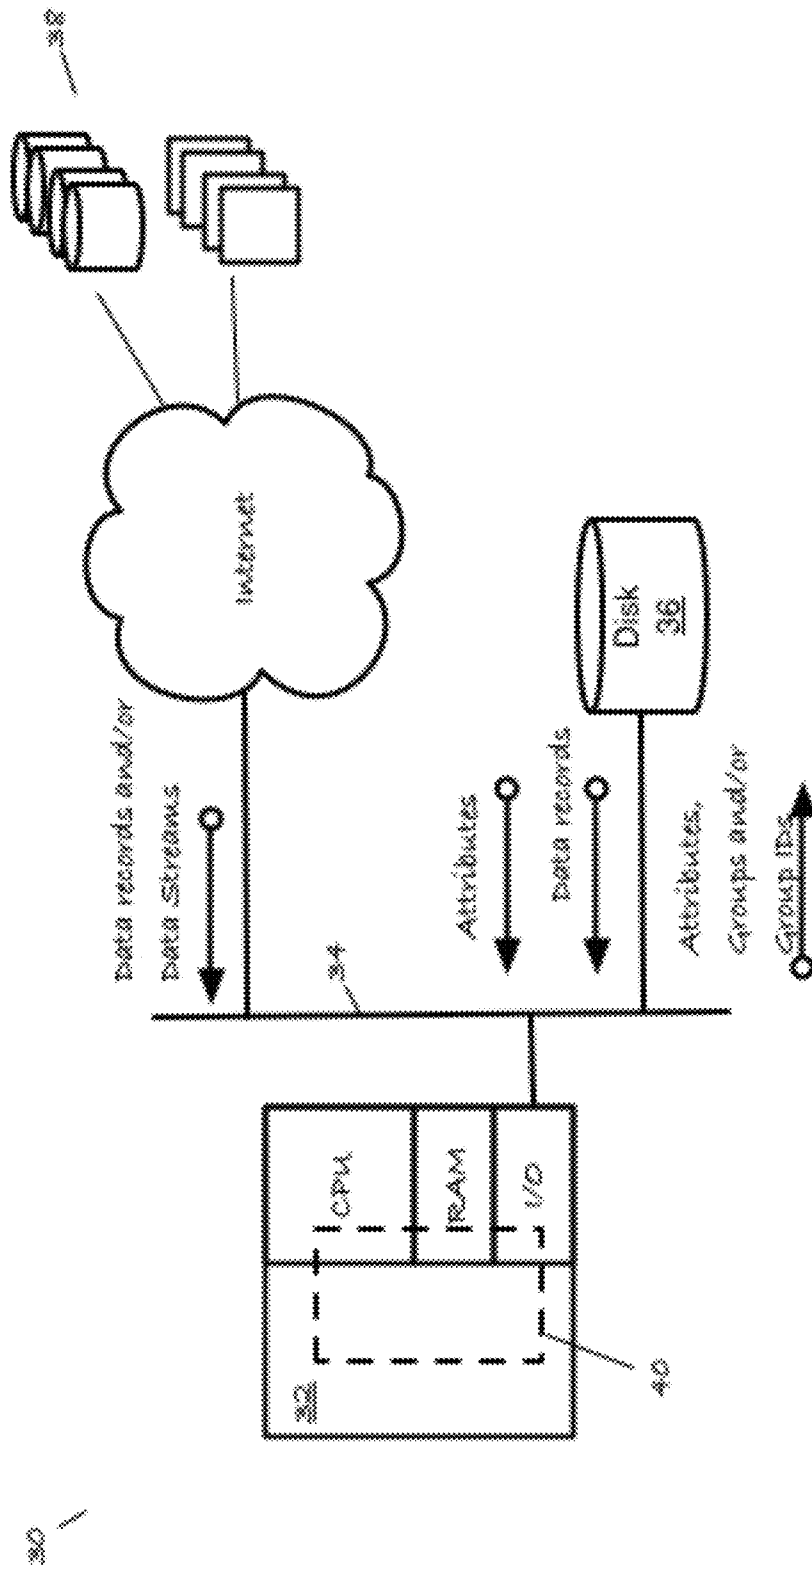 30
32
CPU
RAM
I/O
40
34
Data records and/or
Data Streams
Internet
38
Attributes
Data records
Disk
36
Attributes,
Groups and/or
Group IDs